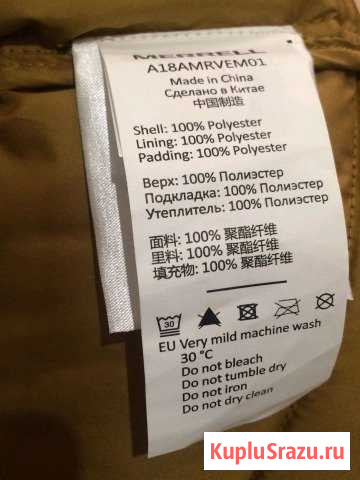 MERRELL
A18AMRVEM01
Made in China
Сделано в Китае
中国制造
Shell: 100% Polyester
Lining: 100% Polyester
Padding: 100% Polyester
Верх: 100% Полиэстер
Подкладка: 100% Полиэстер
Утеплитель: 100% Полиэстер
面料: 100% 聚酯纤维
里料: 100% 聚酯纤维
填充物: 100% 聚酯纤维
30
EU Very mild machine wash
30 °C
Do not bleach
Do not tumble dry
Do not iron
Do not dry clean
KupluSrazu.ru